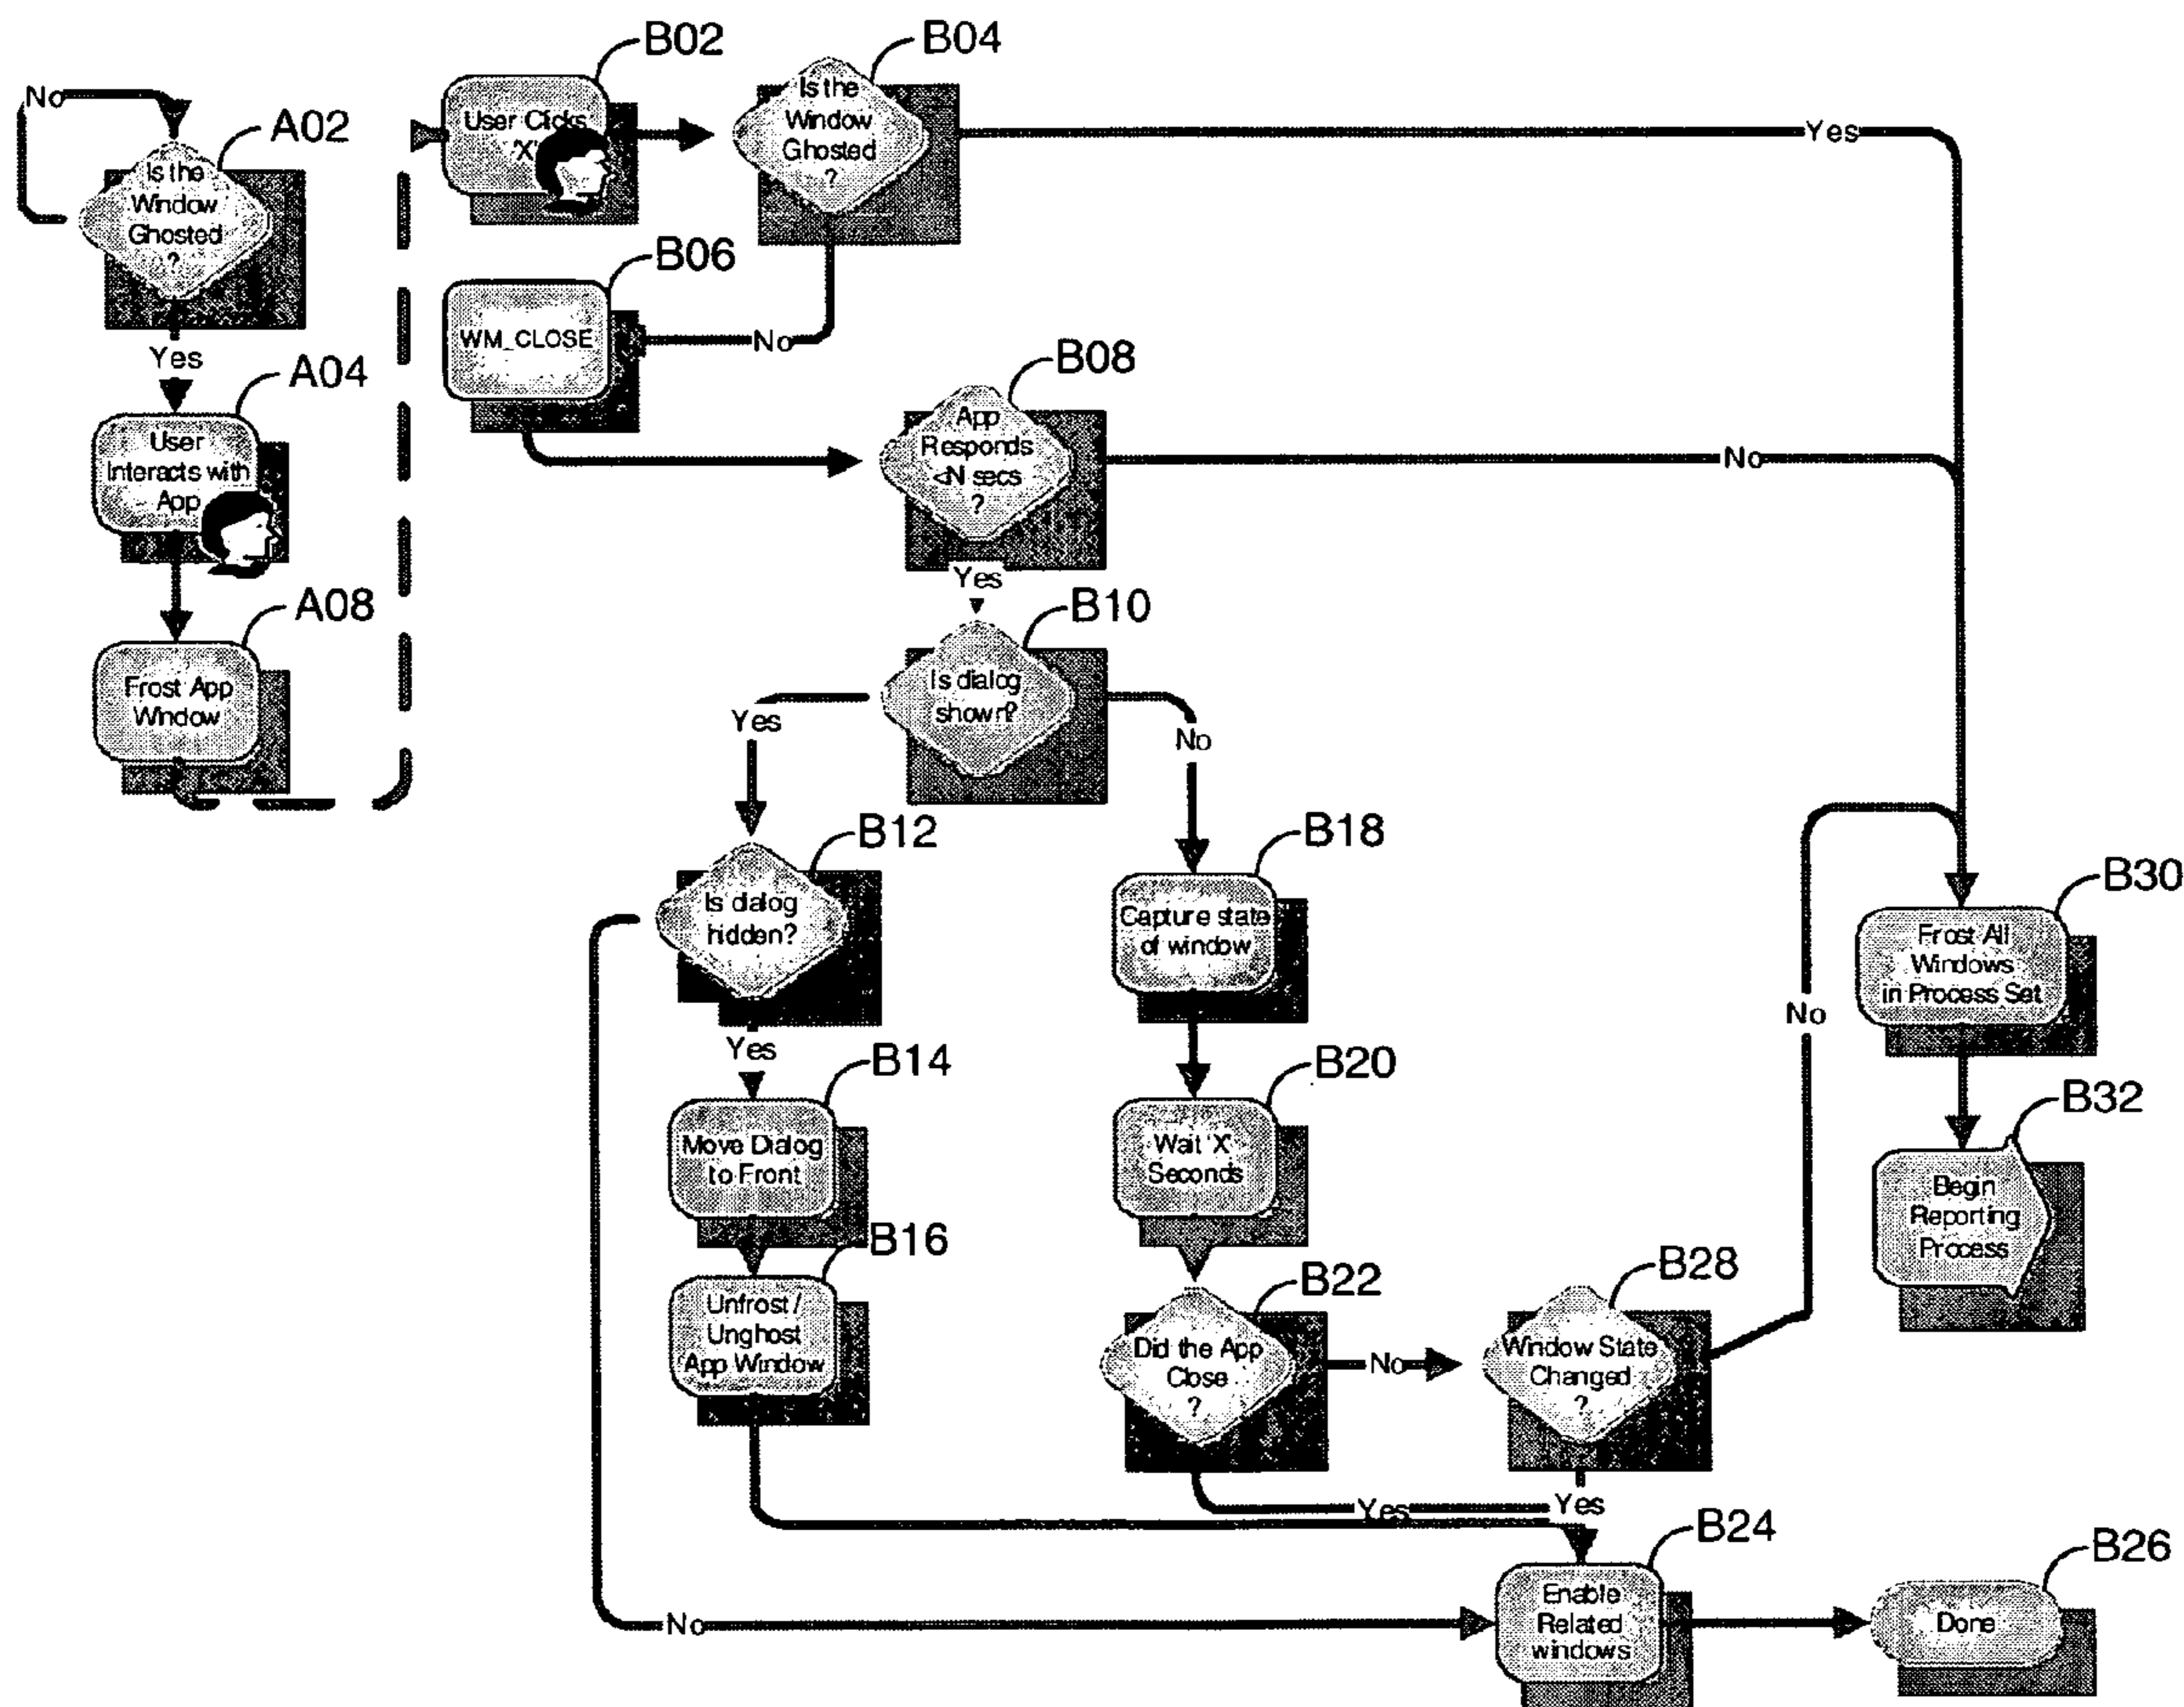 No
A02
Is the
Window
Ghosted
?
Yes
A04
User
Interacts with
App
A08
Frost App
Window
B02
User Clicks
'X'
B04
Is the
Window
Ghosted
?
Yes
B06
WM_CLOSE
No
B08
App
Responds
<N secs
?
No
Yes
B10
Is dialog
shown?
Yes
No
B12
Is dialog
hidden?
Yes
B14
Move Dialog
to Front
B16
Unfrost /
Unghost
App Window
No
B18
Capture state
of window
B20
Wait 'X'
Seconds
B22
Did the App
Close
?
No
Yes
B28
Window State
Changed
?
No
Yes
B30
Frost All
Windows
in Process Set
B32
Begin
Reporting
Process
B24
Enable
Related
windows
B26
Done